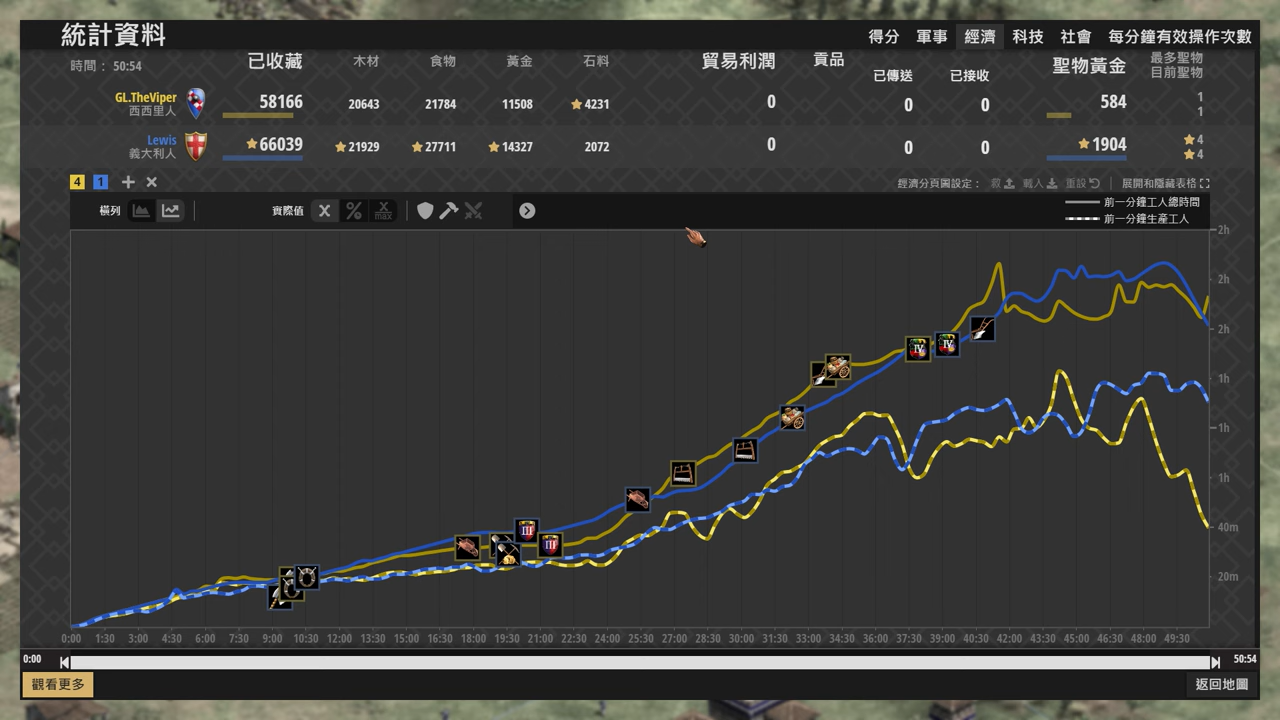 統計資料
得分 軍事 經濟 科技 社會 每分鐘有效操作次數
時間： 50:54 已收藏 木材 食物 黃金 石料 貿易利潤 貢品 已傳送 已接收 聖物黃金 最多聖物
目前聖物
GL.TheViper 58166 20643 21784 11508 4231 0 0 0 584 1
西西里人 1
Lewis 66039 21929 27711 14327 2072 0 0 0 1904 4
義大利人 4
4 1 經濟分頁圖設定： 載入 重設 展開和隱藏表格
橫列 實際值 X % X max 前一分鐘工人總時間
前一分鐘生產工人
2h
2h
2h
1h
1h
1h
40m
20m
III III IV IV
0:00 1:30 3:00 4:30 6:00 7:30 9:00 10:30 12:00 13:30 15:00 16:30 18:00 19:30 21:00 22:30 24:00 25:30 27:00 28:30 30:00 31:30 33:00 34:30 36:00 37:30 39:00 40:30 42:00 43:30 45:00 46:30 48:00 49:30
0:00 50:54
觀看更多 返回地圖